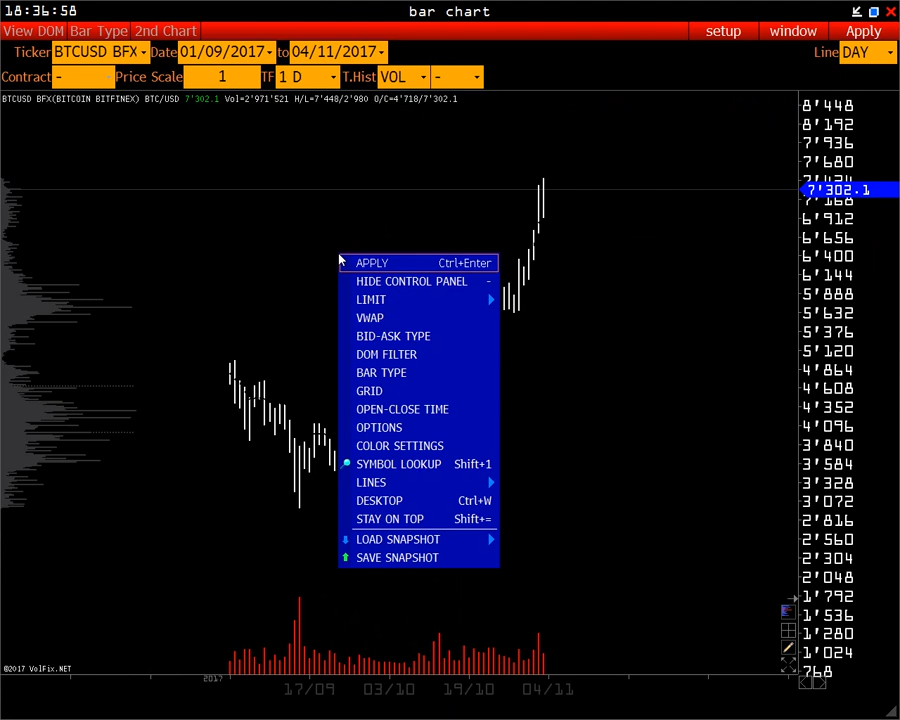 18:36:58 bar chart
View DOM Bar Type 2nd Chart setup window Apply
Ticker BTCUSD BFX Date 01/09/2017 to 04/11/2017 Line DAY
Contract - Price Scale 1 TF 1 D T.Hist VOL -
BTCUSD BFX(BITCOIN BITFINEX) BTC/USD 7'302.1 Vol=2'971'521 H/L=7'448/2'980 O/C=4'718/7'302.1
8'448
8'192
7'936
7'680
7'424
7'302.1
7'168
6'912
6'656
6'400
6'144
5'888
5'632
5'376
5'120
4'864
4'608
4'352
4'096
3'840
3'584
3'328
3'072
2'816
2'560
2'304
2'048
1'792
1'536
1'280
1'024
768
APPLY Ctrl+Enter
HIDE CONTROL PANEL -
LIMIT
VWAP
BID-ASK TYPE
DOM FILTER
BAR TYPE
GRID
OPEN-CLOSE TIME
OPTIONS
COLOR SETTINGS
SYMBOL LOOKUP Shift+1
LINES
DESKTOP Ctrl+W
STAY ON TOP Shift+=
LOAD SNAPSHOT
SAVE SNAPSHOT
©2017 VolFix.NET
2017
17/09 03/10 19/10 04/11